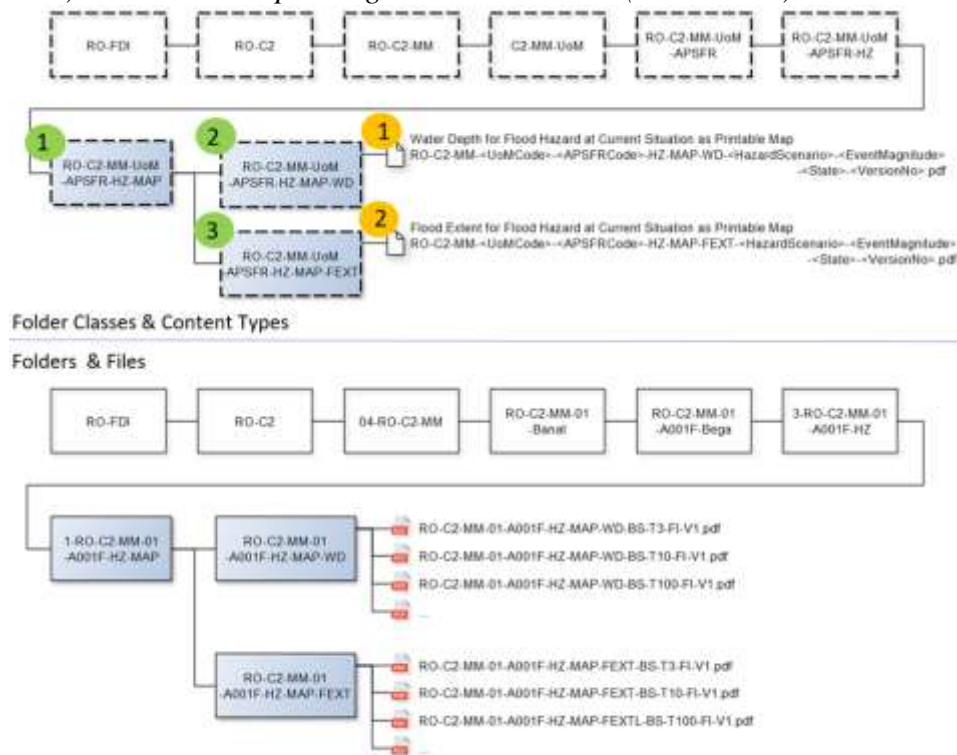 RO-FDI
RO-C2
RO-C2-MM
C2-MM-UoM
RO-C2-MM-UoM
-APSFR
RO-C2-MM-UoM
-APSFR-HZ
1
RO-C2-MM-UoM
-APSFR-HZ-MAP
2
RO-C2-MM-UoM
-APSFR-HZ-MAP-WD
1
Water Depth for Flood Hazard at Current Situation as Printable Map
RO-C2-MM-<UoMCode>-<APSFRCode>-HZ-MAP-WD-<HazardScenario>-<EventMagnitude>
-<State>-<VersionNo>.pdf
3
RO-C2-MM-UoM
-APSFR-HZ-MAP-FEXT
2
Flood Extent for Flood Hazard at Current Situation as Printable Map
RO-C2-MM-<UoMCode>-<APSFRCode>-HZ-MAP-FEXT-<HazardScenario>-<EventMagnitude>
-<State>-<VersionNo>.pdf
Folder Classes & Content Types
Folders & Files
RO-FDI
RO-C2
04-RO-C2-MM
RO-C2-MM-01
-Banat
RO-C2-MM-01
-A001F-Bega
3-RO-C2-MM-01
-A001F-HZ
1-RO-C2-MM-01
-A001F-HZ-MAP
RO-C2-MM-01
-A001F-HZ-MAP-WD
RO-C2-MM-01-A001F-HZ-MAP-WD-BS-T3-FI-V1.pdf
RO-C2-MM-01-A001F-HZ-MAP-WD-BS-T10-FI-V1.pdf
RO-C2-MM-01-A001F-HZ-MAP-WD-BS-T100-FI-V1.pdf
...
RO-C2-MM-01
-A001F-HZ-MAP-FEXT
RO-C2-MM-01-A001F-HZ-MAP-FEXT-BS-T3-FI-V1.pdf
RO-C2-MM-01-A001F-HZ-MAP-FEXT-BS-T10-FI-V1.pdf
RO-C2-MM-01-A001F-HZ-MAP-FEXTL-BS-T100-FI-V1.pdf
...